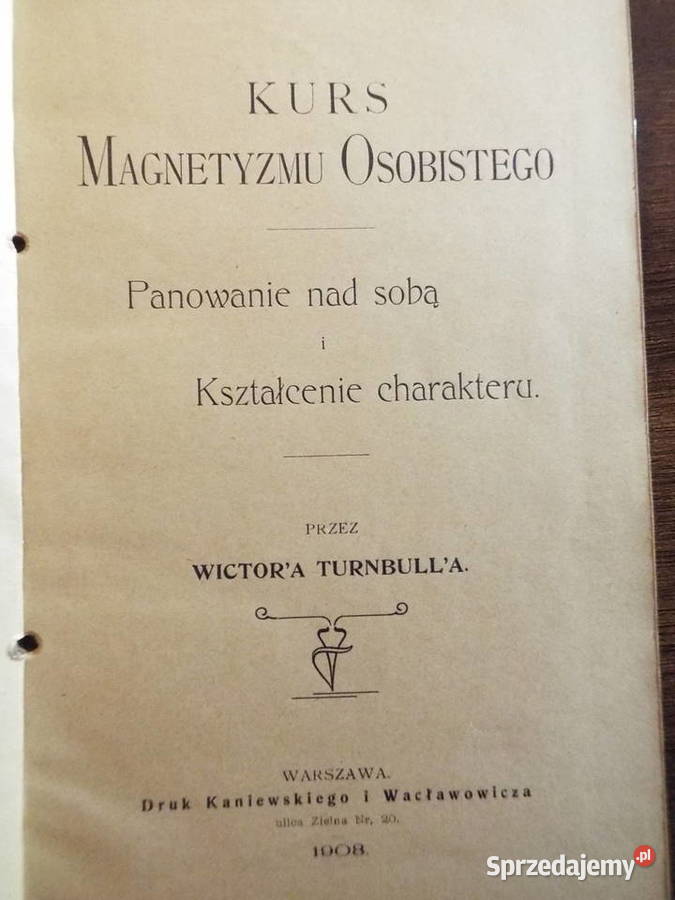 KURS
MAGNETYZMU OSOBISTEGO
Panowanie nad sobą
i
Kształcenie charakteru.
PRZEZ
WICTOR'A TURNBULL'A.
WARSZAWA.
Druk Kaniewskiego i Wacławowicza
ulica Zielna Nr, 20.
1908.
Sprzedajemy.pl